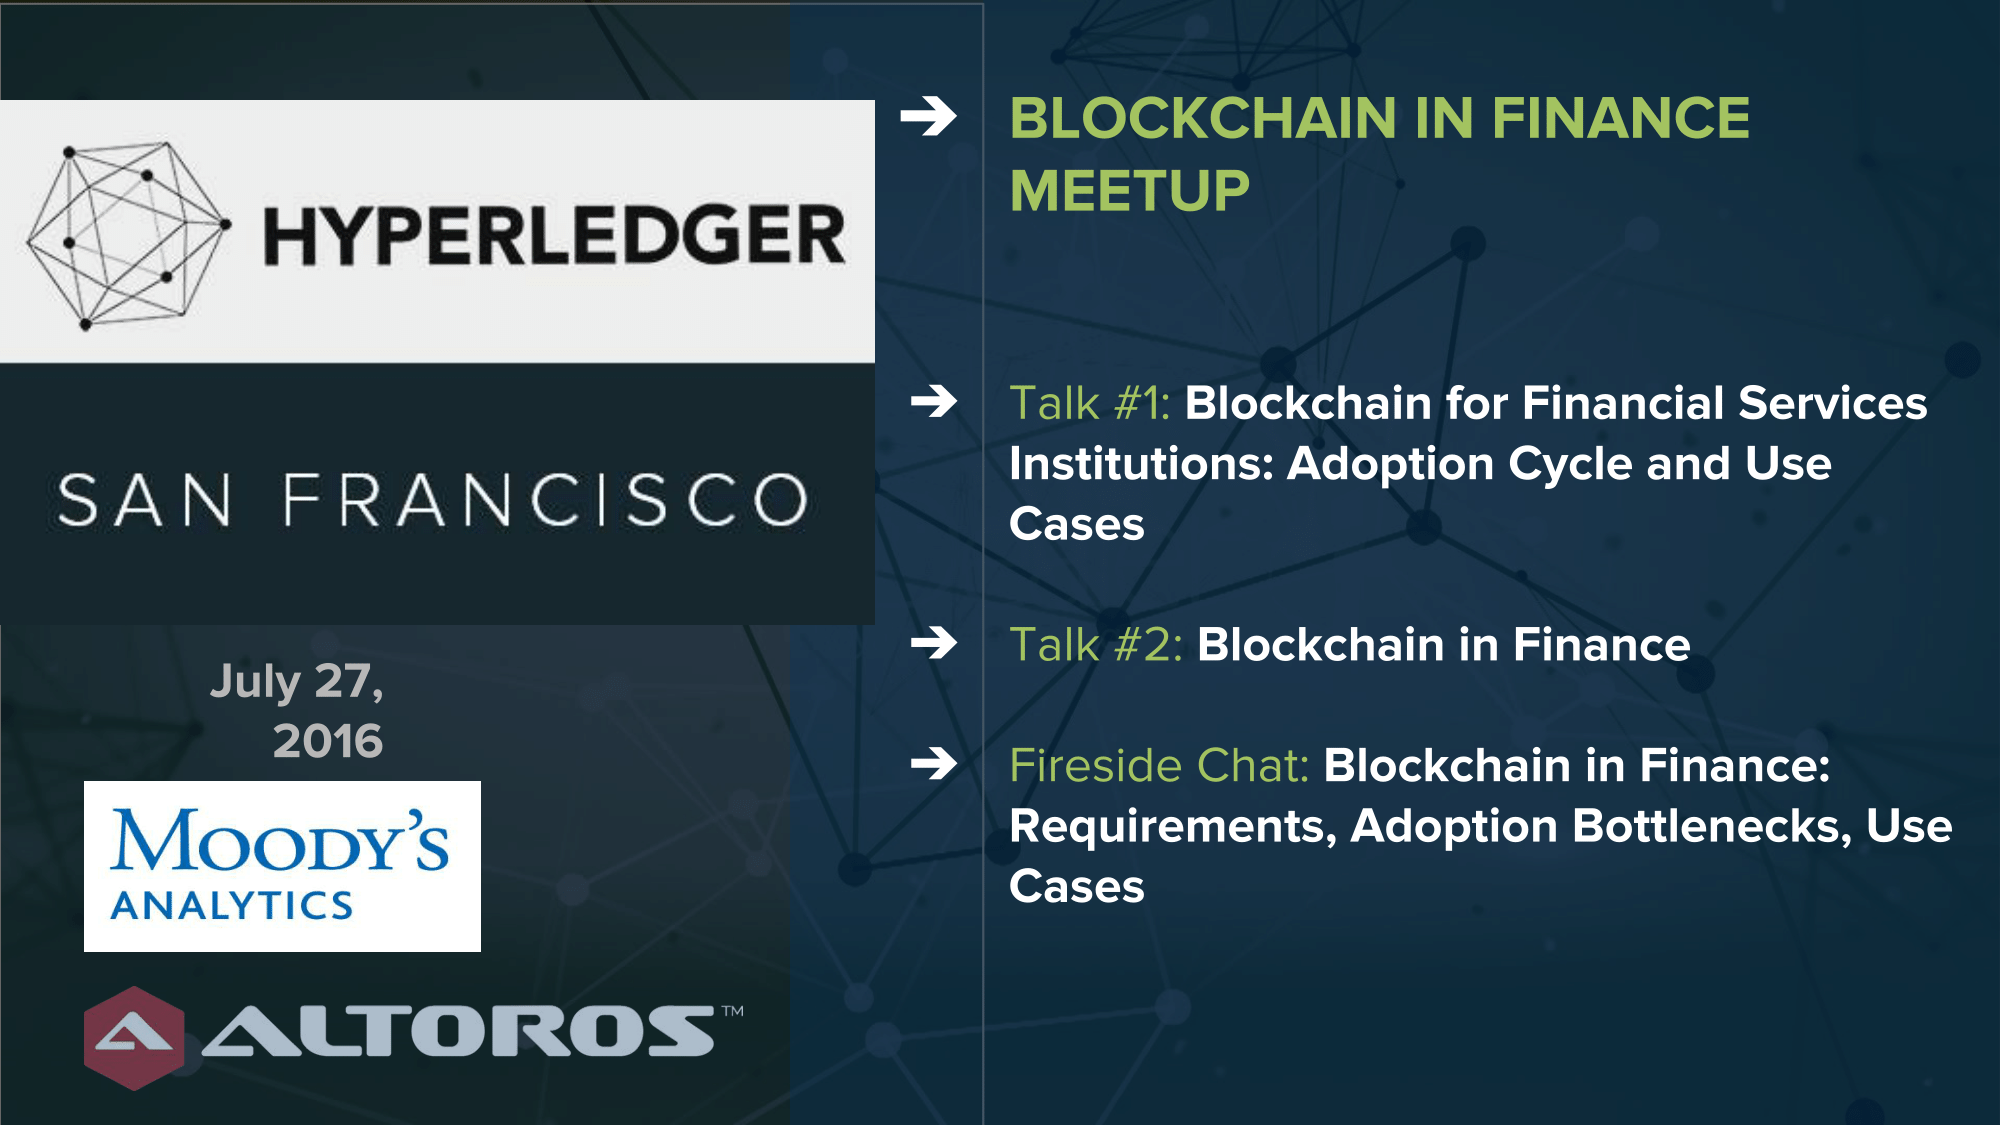 HYPERLEDGER
SAN FRANCISCO
July 27,
2016
MOODY'S
ANALYTICS
ALTOROS™
➔ BLOCKCHAIN IN FINANCE
MEETUP
➔ Talk #1: Blockchain for Financial Services
Institutions: Adoption Cycle and Use
Cases
➔ Talk #2: Blockchain in Finance
➔ Fireside Chat: Blockchain in Finance:
Requirements, Adoption Bottlenecks, Use
Cases